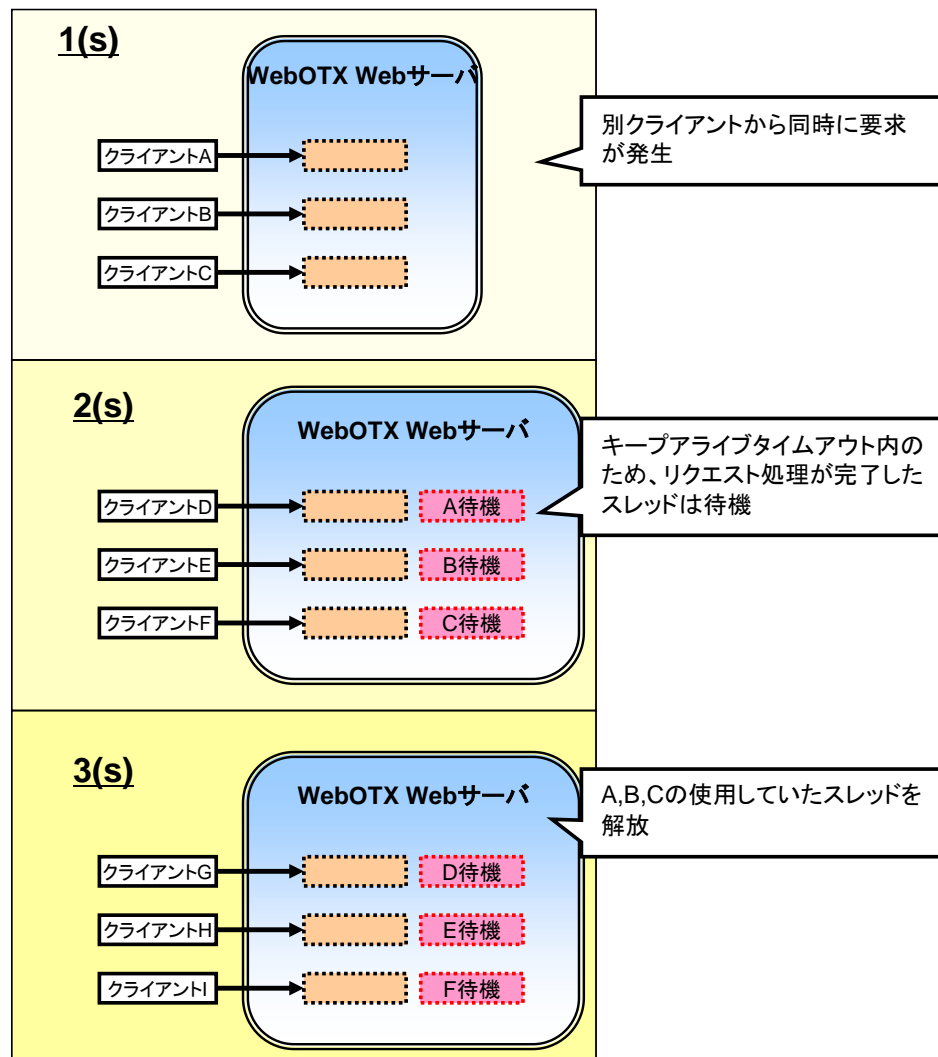 1(s)
WebOTX Webサーバ
クライアントA
クライアントB
クライアントC
別クライアントから同時に要求
が発生
2(s)
WebOTX Webサーバ
クライアントD
A待機
クライアントE
B待機
クライアントF
C待機
キープアライブタイムアウト内の
ため、リクエスト処理が完了した
スレッドは待機
3(s)
WebOTX Webサーバ
クライアントG
D待機
クライアントH
E待機
クライアントI
F待機
A,B,Cの使用していたスレッドを
解放